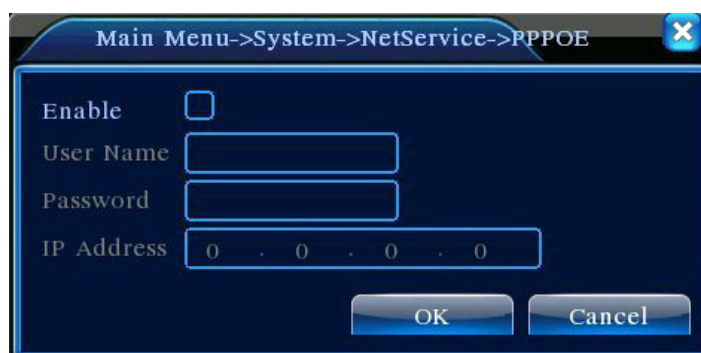 Main Menu->System->NetService->PPPOE
Enable
User Name
Password
IP Address 0 . 0 . 0 . 0
OK Cancel